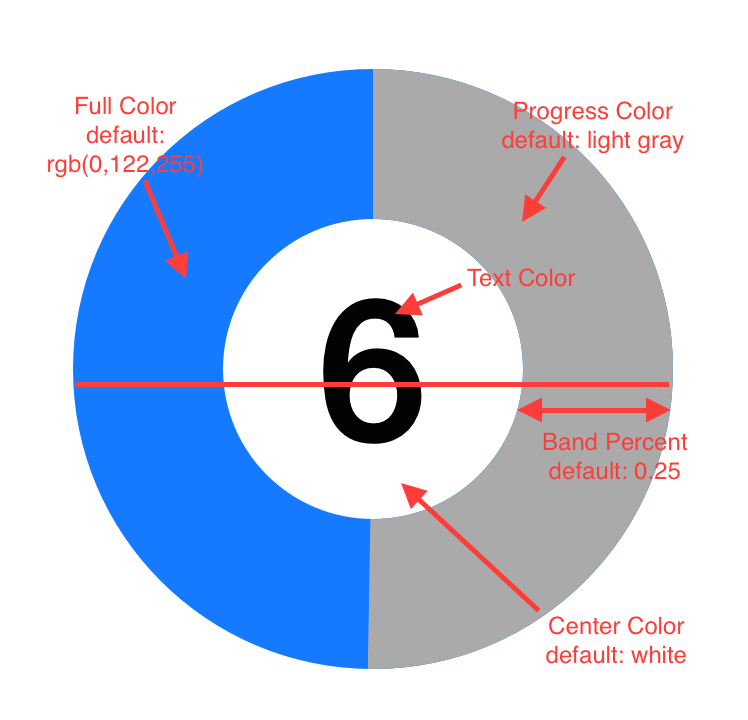 Full Color
default:
rgb(0,122,255)
Progress Color
default: light gray
Text Color
6
Band Percent
default: 0.25
Center Color
default: white